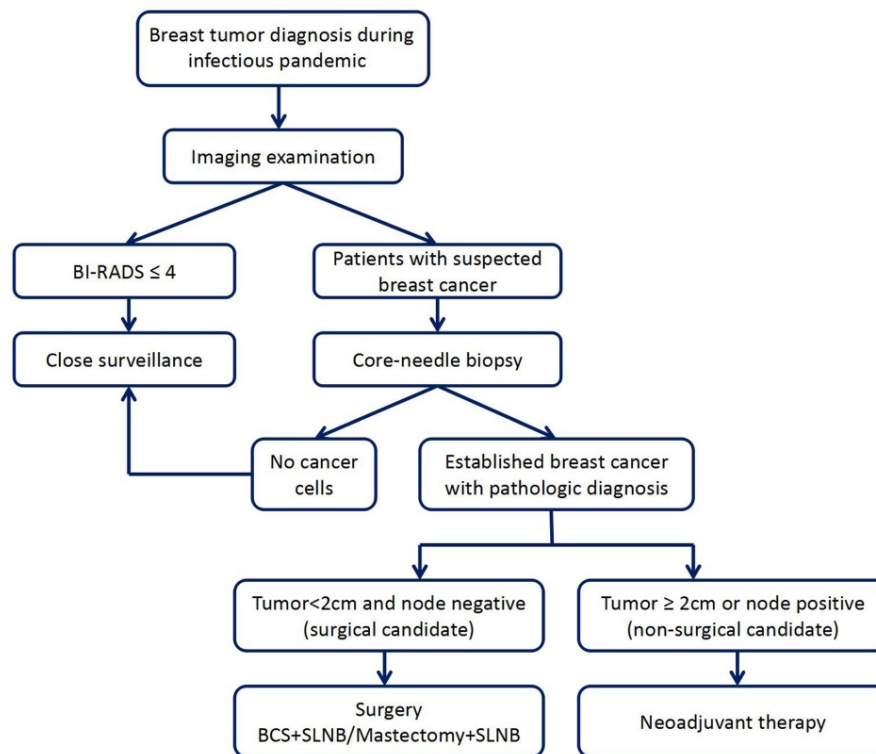 Breast tumor diagnosis during
infectious pandemic
Imaging examination
BI-RADS ≤ 4
Patients with suspected
breast cancer
Close surveillance
Core-needle biopsy
No cancer
cells
Established breast cancer
with pathologic diagnosis
Tumor<2cm and node negative
(surgical candidate)
Tumor ≥ 2cm or node positive
(non-surgical candidate)
Surgery
BCS+SLNB/Mastectomy+SLNB
Neoadjuvant therapy